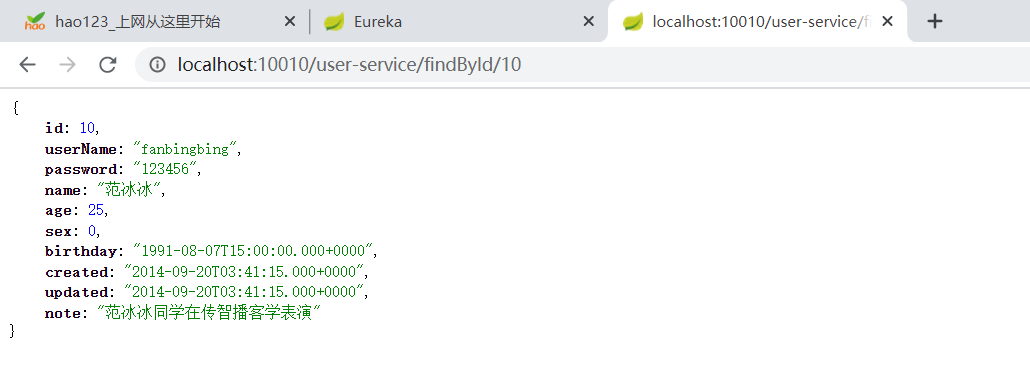 hao123_上网从这里开始
Eureka
localhost:10010/user-service/fi
localhost:10010/user-service/findById/10
{
id: 10,
userName: "fanbingbing",
password: "123456",
name: "范冰冰",
age: 25,
sex: 0,
birthday: "1991-08-07T15:00:00.000+0000",
created: "2014-09-20T03:41:15.000+0000",
updated: "2014-09-20T03:41:15.000+0000",
note: "范冰冰同学在传智播客学表演"
}